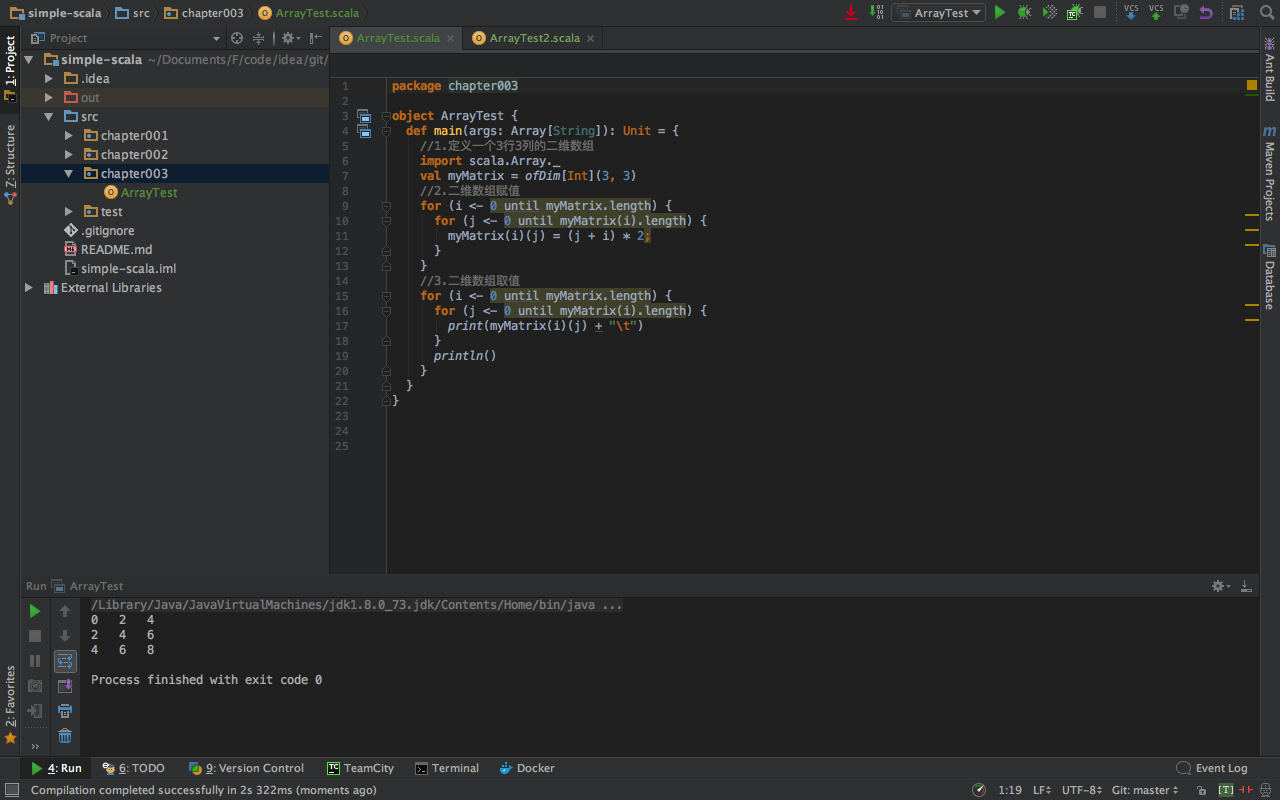 simple-scala src chapter003 ArrayTest.scala
ArrayTest
VCS VCS
Project
ArrayTest.scala ArrayTest2.scala
1: Project
Z: Structure
2: Favorites
simple-scala ~/Documents/F/code/idea/git/
.idea
out
src
chapter001
chapter002
chapter003
ArrayTest
test
.gitignore
README.md
simple-scala.iml
External Libraries
1 package chapter003
2
3 object ArrayTest {
4 def main(args: Array[String]): Unit = {
5 //1.定义一个3行3列的二维数组
6 import scala.Array._
7 val myMatrix = ofDim[Int](3, 3)
8 //2.二维数组赋值
9 for (i <- 0 until myMatrix.length) {
10 for (j <- 0 until myMatrix(i).length) {
11 myMatrix(i)(j) = (j + i) * 2;
12 }
13 }
14 //3.二维数组取值
15 for (i <- 0 until myMatrix.length) {
16 for (j <- 0 until myMatrix(i).length) {
17 print(myMatrix(i)(j) + "\t")
18 }
19 println()
20 }
21 }
22 }
23
24
25
Ant Build
Maven Projects
Database
Run ArrayTest
/Library/Java/JavaVirtualMachines/jdk1.8.0_73.jdk/Contents/Home/bin/java ...
0 2 4
2 4 6
4 6 8
Process finished with exit code 0
4: Run 6: TODO 9: Version Control TeamCity Terminal Docker Event Log
Compilation completed successfully in 2s 322ms (moments ago) 1:19 LF UTF-8 Git: master [T]